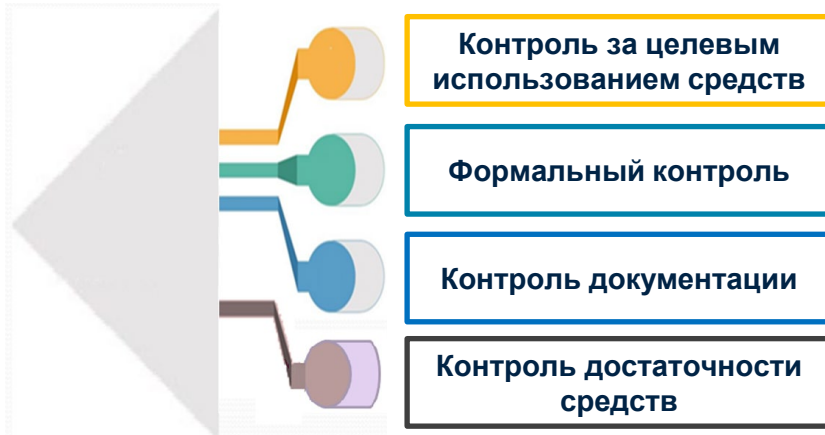 Контроль за целевым
использованием средств
Формальный контроль
Контроль документации
Контроль достаточности
средств